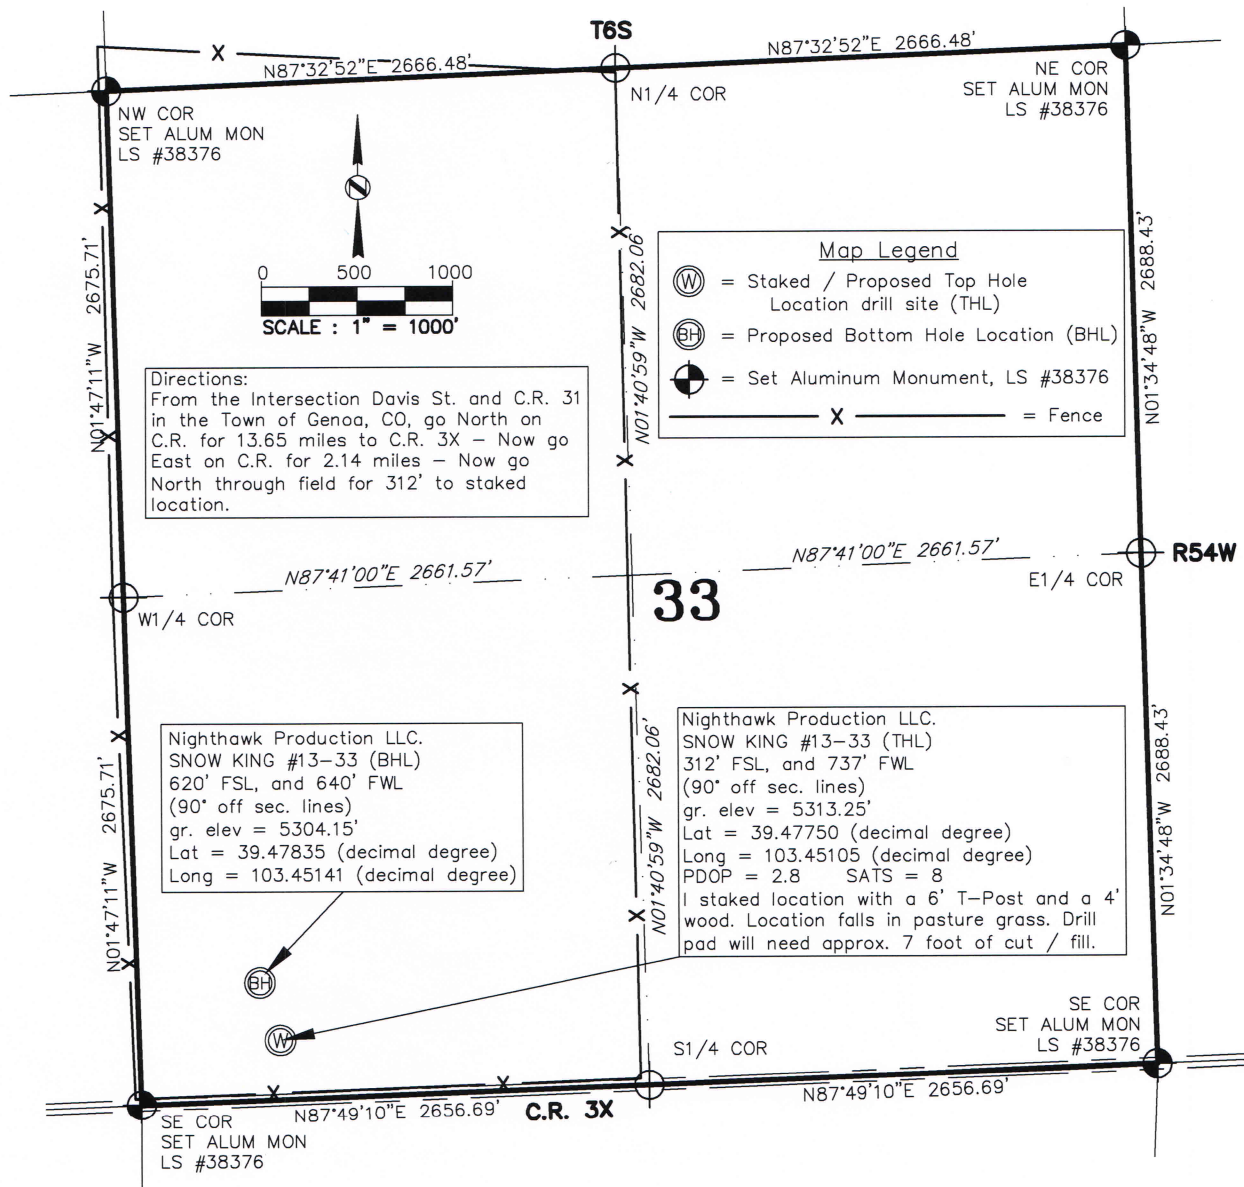 T6S
N87°32'52"E 2666.48'
N87°32'52"E 2666.48'
NW COR
SET ALUM MON
LS #38376
N1/4 COR
NE COR
SET ALUM MON
LS #38376
N
0 500 1000
SCALE : 1" = 1000'
N01°47'11"W 2675.71'
N01°40'59"W 2682.06'
N01°34'48"W 2688.43'
Map Legend
W = Staked / Proposed Top Hole
Location drill site (THL)
BH = Proposed Bottom Hole Location (BHL)
= Set Aluminum Monument, LS #38376
X = Fence
Directions:
From the Intersection Davis St. and C.R. 31
in the Town of Genoa, CO, go North on
C.R. for 13.65 miles to C.R. 3X – Now go
East on C.R. for 2.14 miles – Now go
North through field for 312' to staked
location.
N87°41'00"E 2661.57'
N87°41'00"E 2661.57'
R54W
W1/4 COR
E1/4 COR
33
Nighthawk Production LLC.
SNOW KING #13-33 (BHL)
620' FSL, and 640' FWL
(90° off sec. lines)
gr. elev = 5304.15'
Lat = 39.47835 (decimal degree)
Long = 103.45141 (decimal degree)
Nighthawk Production LLC.
SNOW KING #13-33 (THL)
312' FSL, and 737' FWL
(90° off sec. lines)
gr. elev = 5313.25'
Lat = 39.47750 (decimal degree)
Long = 103.45105 (decimal degree)
PDOP = 2.8 SATS = 8
I staked location with a 6' T-Post and a 4'
wood. Location falls in pasture grass. Drill
pad will need approx. 7 foot of cut / fill.
N01°47'11"W 2675.71'
N01°40'59"W 2682.06'
N01°34'48"W 2688.43'
BH
W
S1/4 COR
SE COR
SET ALUM MON
LS #38376
N87°49'10"E 2656.69'
C.R. 3X
N87°49'10"E 2656.69'
SE COR
SET ALUM MON
LS #38376